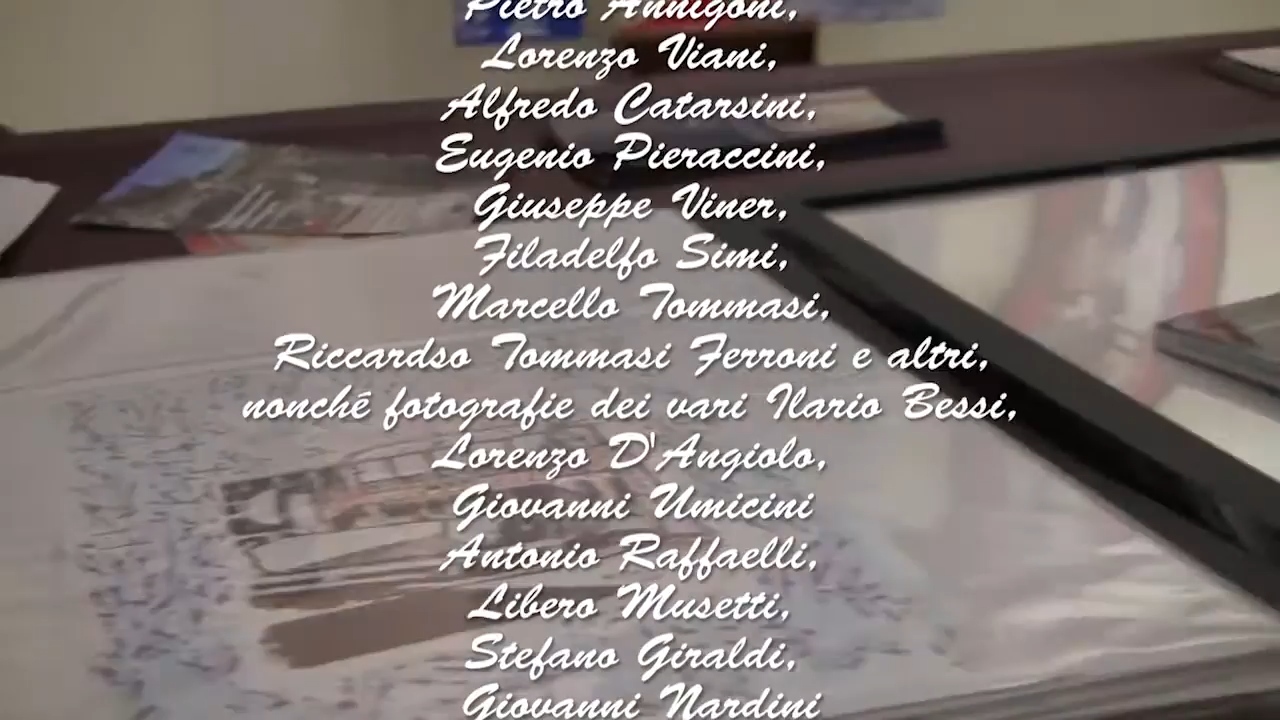 Pietro Annigoni,
Lorenzo Viani,
Alfredo Catarsini,
Eugenio Pieraccini,
Giuseppe Viner,
Filadelfo Simi,
Marcello Tommasi,
Riccardso Tommasi Ferroni e altri,
nonché fotografie dei vari Ilario Bessi,
Lorenzo D'Angiolo,
Giovanni Umicini
Antonio Raffaelli,
Libero Musetti,
Stefano Giraldi,
Giovanni Nardini